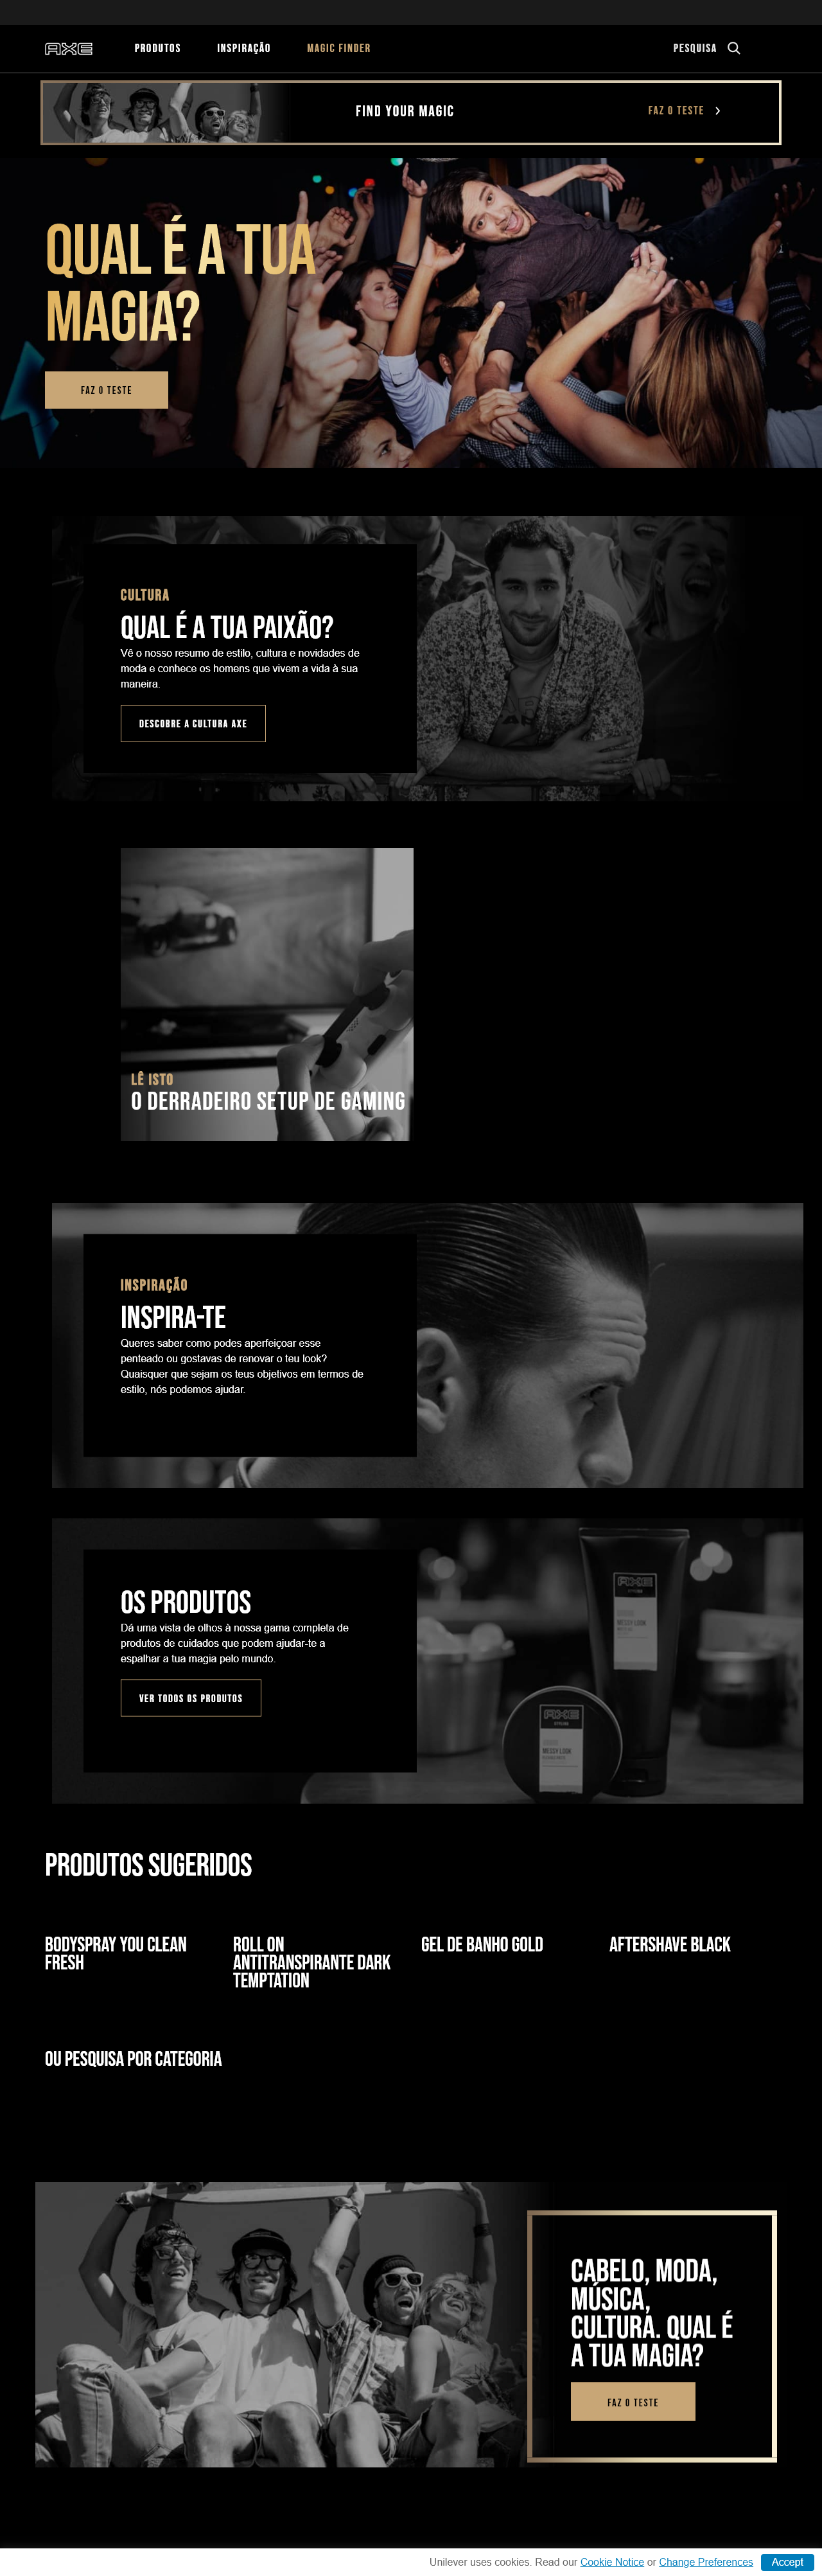 AXE
PRODUTOS
INSPIRAÇÃO
MAGIC FINDER
PESQUISA
FIND YOUR MAGIC
FAZ O TESTE
QUAL É A TUA
MAGIA?
FAZ O TESTE
CULTURA
QUAL É A TUA PAIXÃO?
Vê o nosso resumo de estilo, cultura e novidades de
moda e conhece os homens que vivem a vida à sua
maneira.
DESCOBRE A CULTURA AXE
LÊ ISTO
O DERRADEIRO SETUP DE GAMING
INSPIRAÇÃO
INSPIRA-TE
Queres saber como podes aperfeiçoar esse
penteado ou gostavas de renovar o teu look?
Quaisquer que sejam os teus objetivos em termos de
estilo, nós podemos ajudar.
OS PRODUTOS
Dá uma vista de olhos à nossa gama completa de
produtos de cuidados que podem ajudar-te a
espalhar a tua magia pelo mundo.
VER TODOS OS PRODUTOS
AXE
MESSY LOOK
AXE
STYLING
MESSY LOOK
PRODUTOS SUGERIDOS
BODYSPRAY YOU CLEAN
FRESH
ROLL ON
ANTITRANSPIRANTE DARK
TEMPTATION
GEL DE BANHO GOLD
AFTERSHAVE BLACK
OU PESQUISA POR CATEGORIA
CABELO, MODA,
MÚSICA,
CULTURA. QUAL É
A TUA MAGIA?
FAZ O TESTE
Unilever uses cookies. Read our Cookie Notice or Change Preferences
Accept